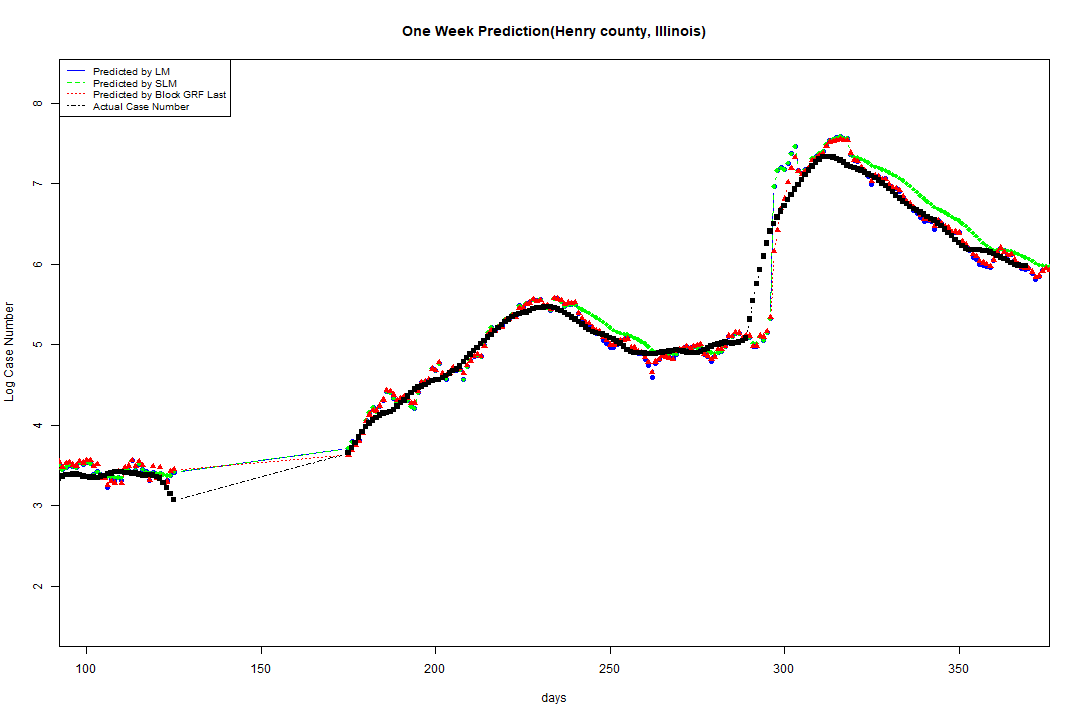 One Week Prediction(Henry county, Illinois)
Predicted by LM
Predicted by SLM
Predicted by Block GRF Last
Actual Case Number
8
7
6
5
4
3
2
Log Case Number
100 150 200 250 300 350
days